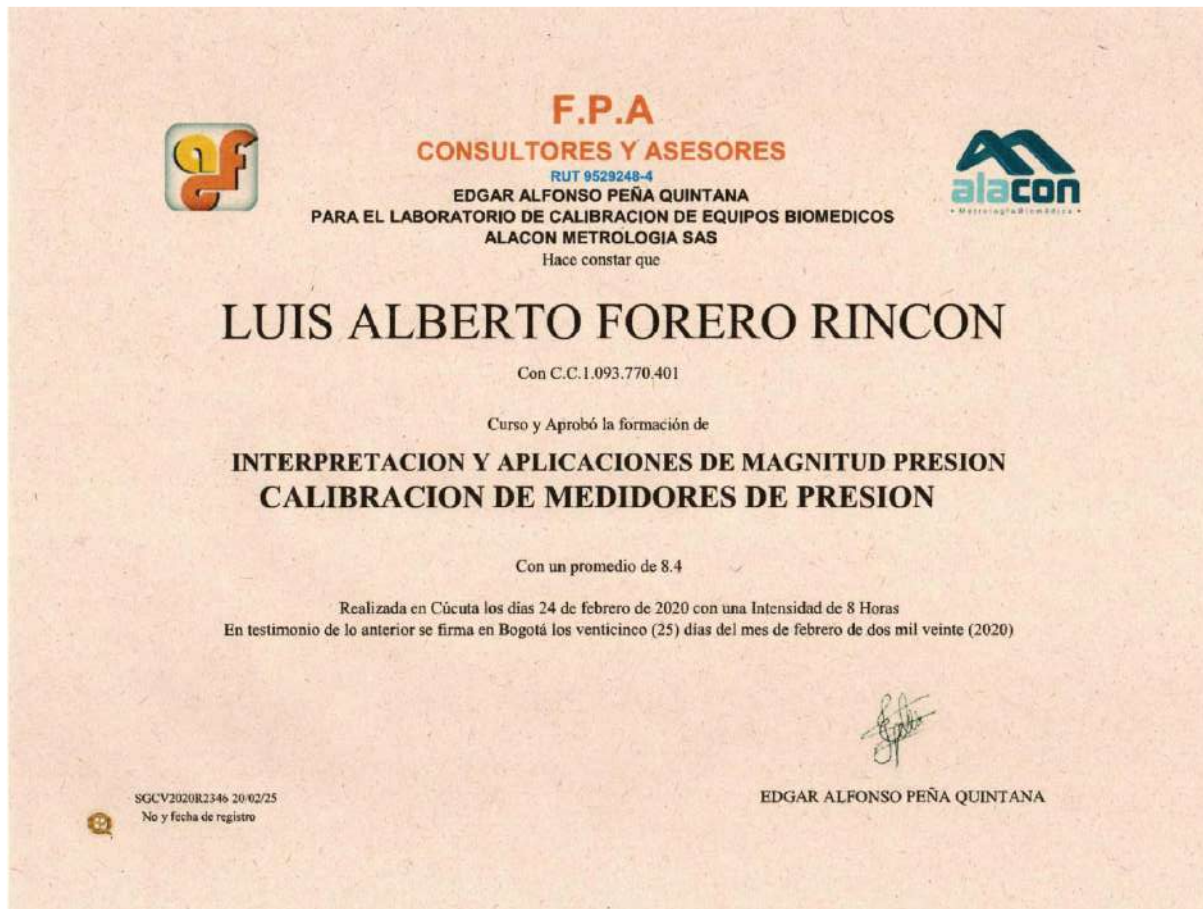 F.P.A
CONSULTORES Y ASESORES
RUT 9529248-4
EDGAR ALFONSO PEÑA QUINTANA
PARA EL LABORATORIO DE CALIBRACION DE EQUIPOS BIOMEDICOS
ALACON METROLOGIA SAS
Hace constar que
alacon
• Metrología Biomédica •
LUIS ALBERTO FORERO RINCON
Con C.C.1.093.770.401
Curso y Aprobó la formación de
INTERPRETACION Y APLICACIONES DE MAGNITUD PRESION
CALIBRACION DE MEDIDORES DE PRESION
Con un promedio de 8.4
Realizada en Cúcuta los días 24 de febrero de 2020 con una Intensidad de 8 Horas
En testimonio de lo anterior se firma en Bogotá los venticinco (25) días del mes de febrero de dos mil veinte (2020)
EDGAR ALFONSO PEÑA QUINTANA
SGCV2020R2346 20/02/25
No y fecha de registro